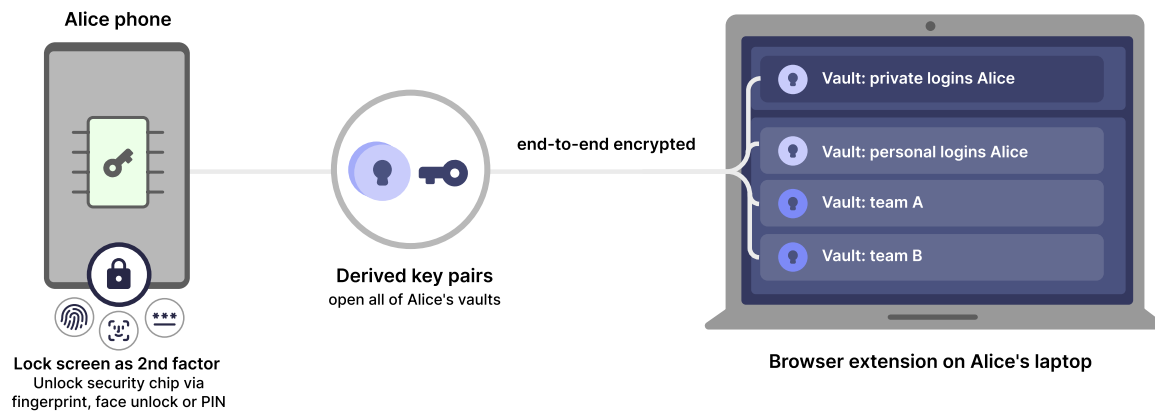 Alice phone
Lock screen as 2nd factor
Unlock security chip via
fingerprint, face unlock or PIN
Derived key pairs
open all of Alice's vaults
end-to-end encrypted
Vault: private logins Alice
Vault: personal logins Alice
Vault: team A
Vault: team B
Browser extension on Alice's laptop